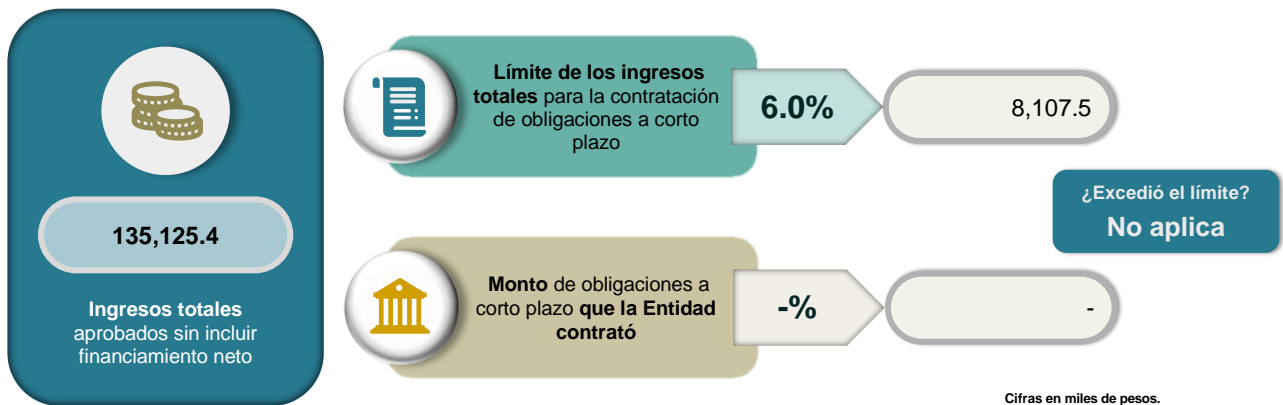 135,125.4
Ingresos totales
aprobados sin incluir
financiamiento neto
Límite de los ingresos
totales para la contratación
de obligaciones a corto
plazo
6.0%
8,107.5
¿Excedió el límite?
No aplica
Monto de obligaciones a
corto plazo que la Entidad
contrató
-%
-
Cifras en miles de pesos.